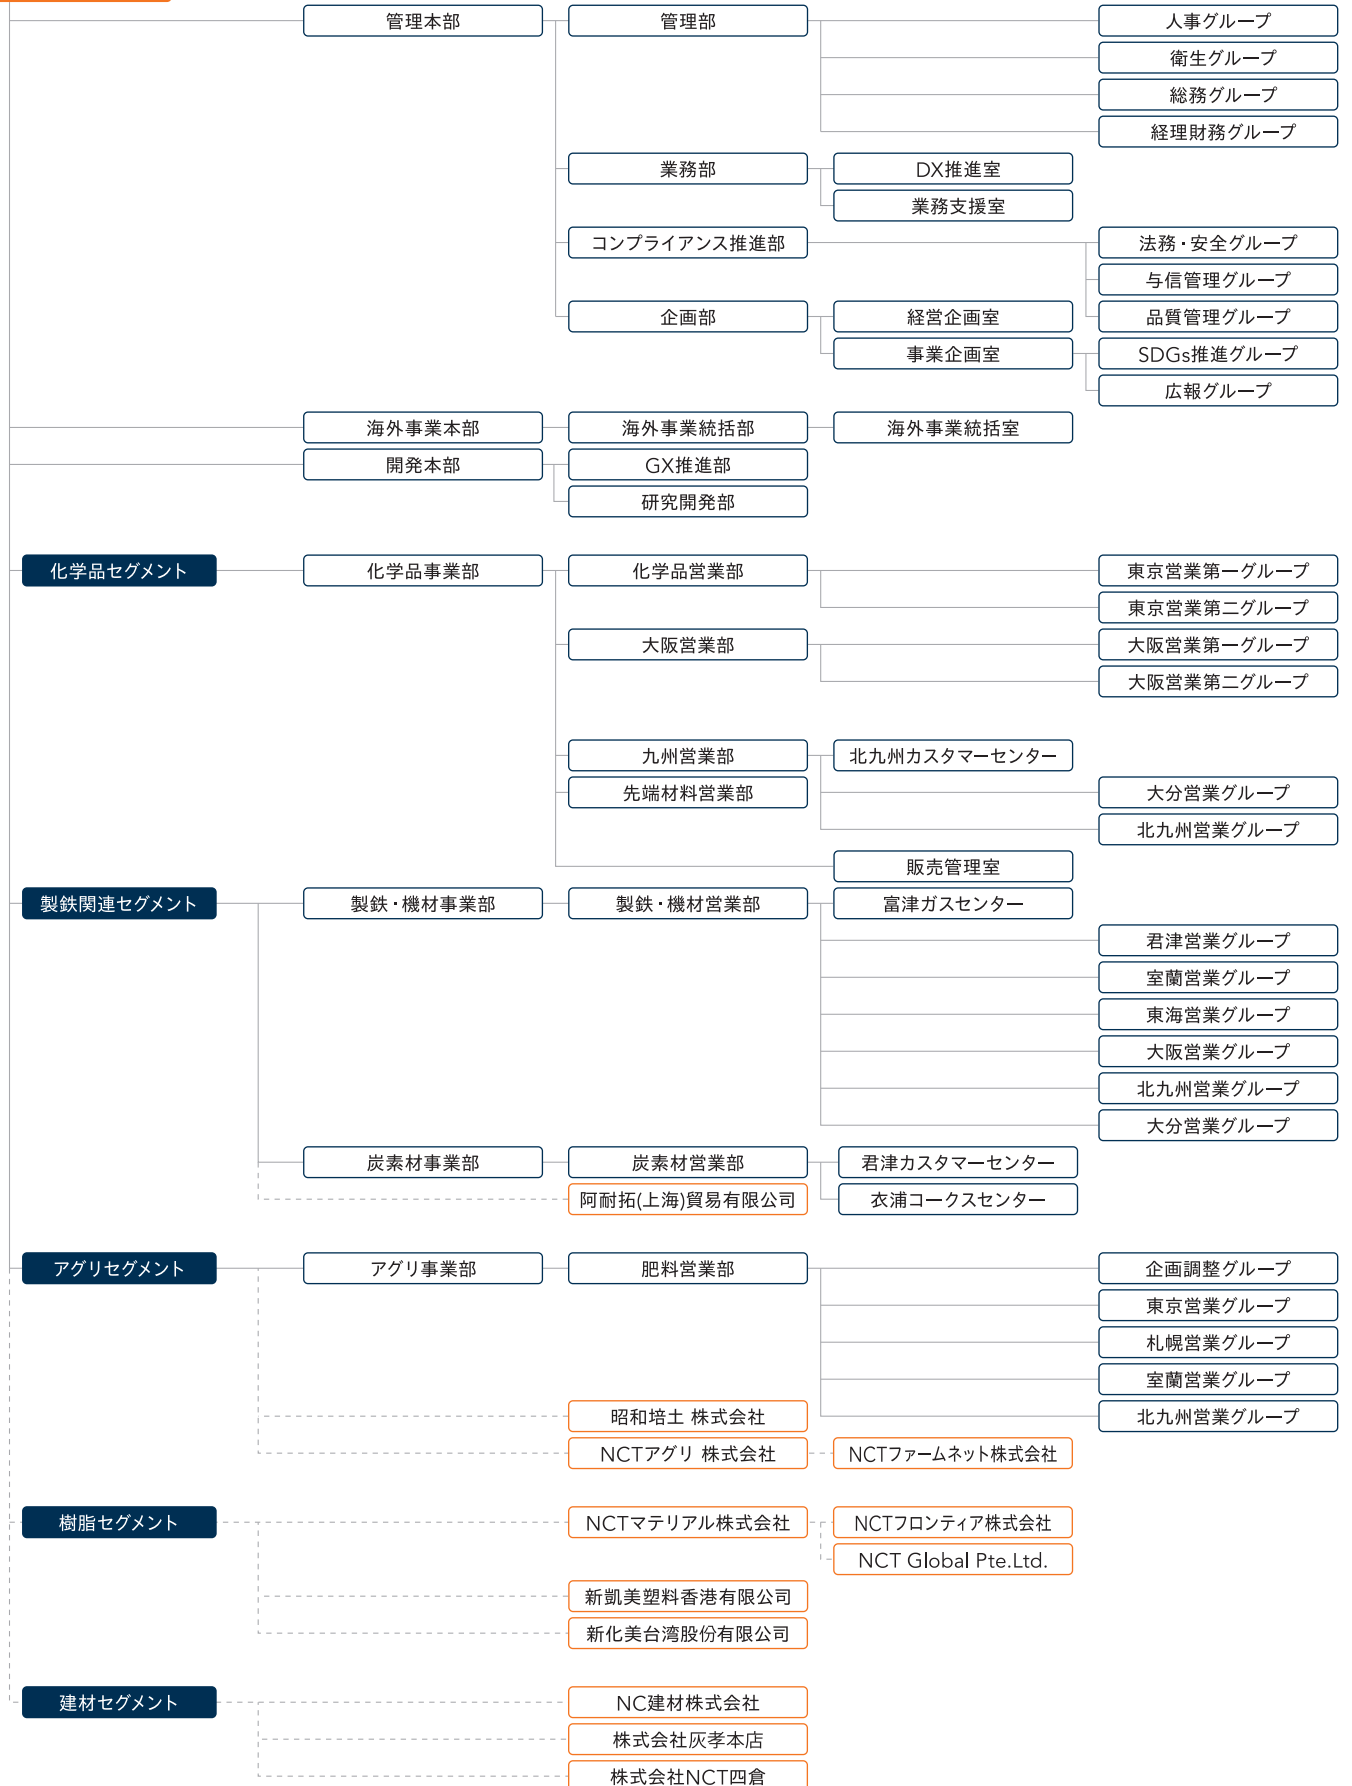 管理本部
管理部
人事グループ
衛生グループ
総務グループ
経理財務グループ
業務部
DX推進室
業務支援室
コンプライアンス推進部
法務・安全グループ
与信管理グループ
品質管理グループ
企画部
経営企画室
事業企画室
SDGs推進グループ
広報グループ
海外事業本部
海外事業統括部
海外事業統括室
開発本部
GX推進部
研究開発部
化学品セグメント
化学品事業部
化学品営業部
東京営業第一グループ
東京営業第二グループ
大阪営業部
大阪営業第一グループ
大阪営業第二グループ
九州営業部
北九州カスタマーセンター
先端材料営業部
大分営業グループ
北九州営業グループ
販売管理室
製鉄関連セグメント
製鉄・機材事業部
製鉄・機材営業部
富津ガスセンター
君津営業グループ
室蘭営業グループ
東海営業グループ
大阪営業グループ
北九州営業グループ
大分営業グループ
炭素材事業部
炭素材営業部
君津カスタマーセンター
阿耐拓(上海)貿易有限公司
衣浦コークスセンター
アグリセグメント
アグリ事業部
肥料営業部
企画調整グループ
東京営業グループ
札幌営業グループ
室蘭営業グループ
昭和培土 株式会社
北九州営業グループ
NCTアグリ 株式会社
NCTファームネット株式会社
樹脂セグメント
NCTマテリアル株式会社
NCTフロンティア株式会社
NCT Global Pte.Ltd.
新凱美塑料香港有限公司
新化美台湾股份有限公司
建材セグメント
NC建材株式会社
株式会社灰孝本店
株式会社NCT四倉